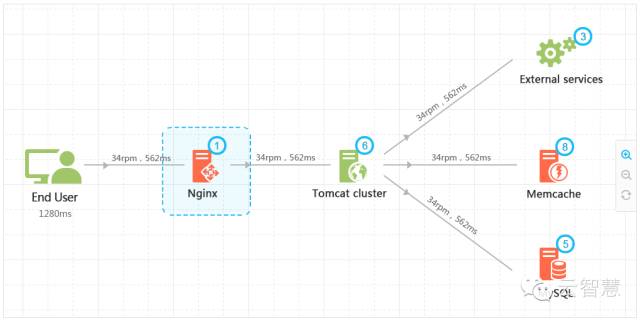 3
External services
34rpm , 562ms
1
6
8
34rpm , 562ms
34rpm , 562ms
34rpm , 562ms
End User
1280ms
Nginx
Tomcat cluster
Memcache
34rpm , 562ms
5
云智慧
SQL